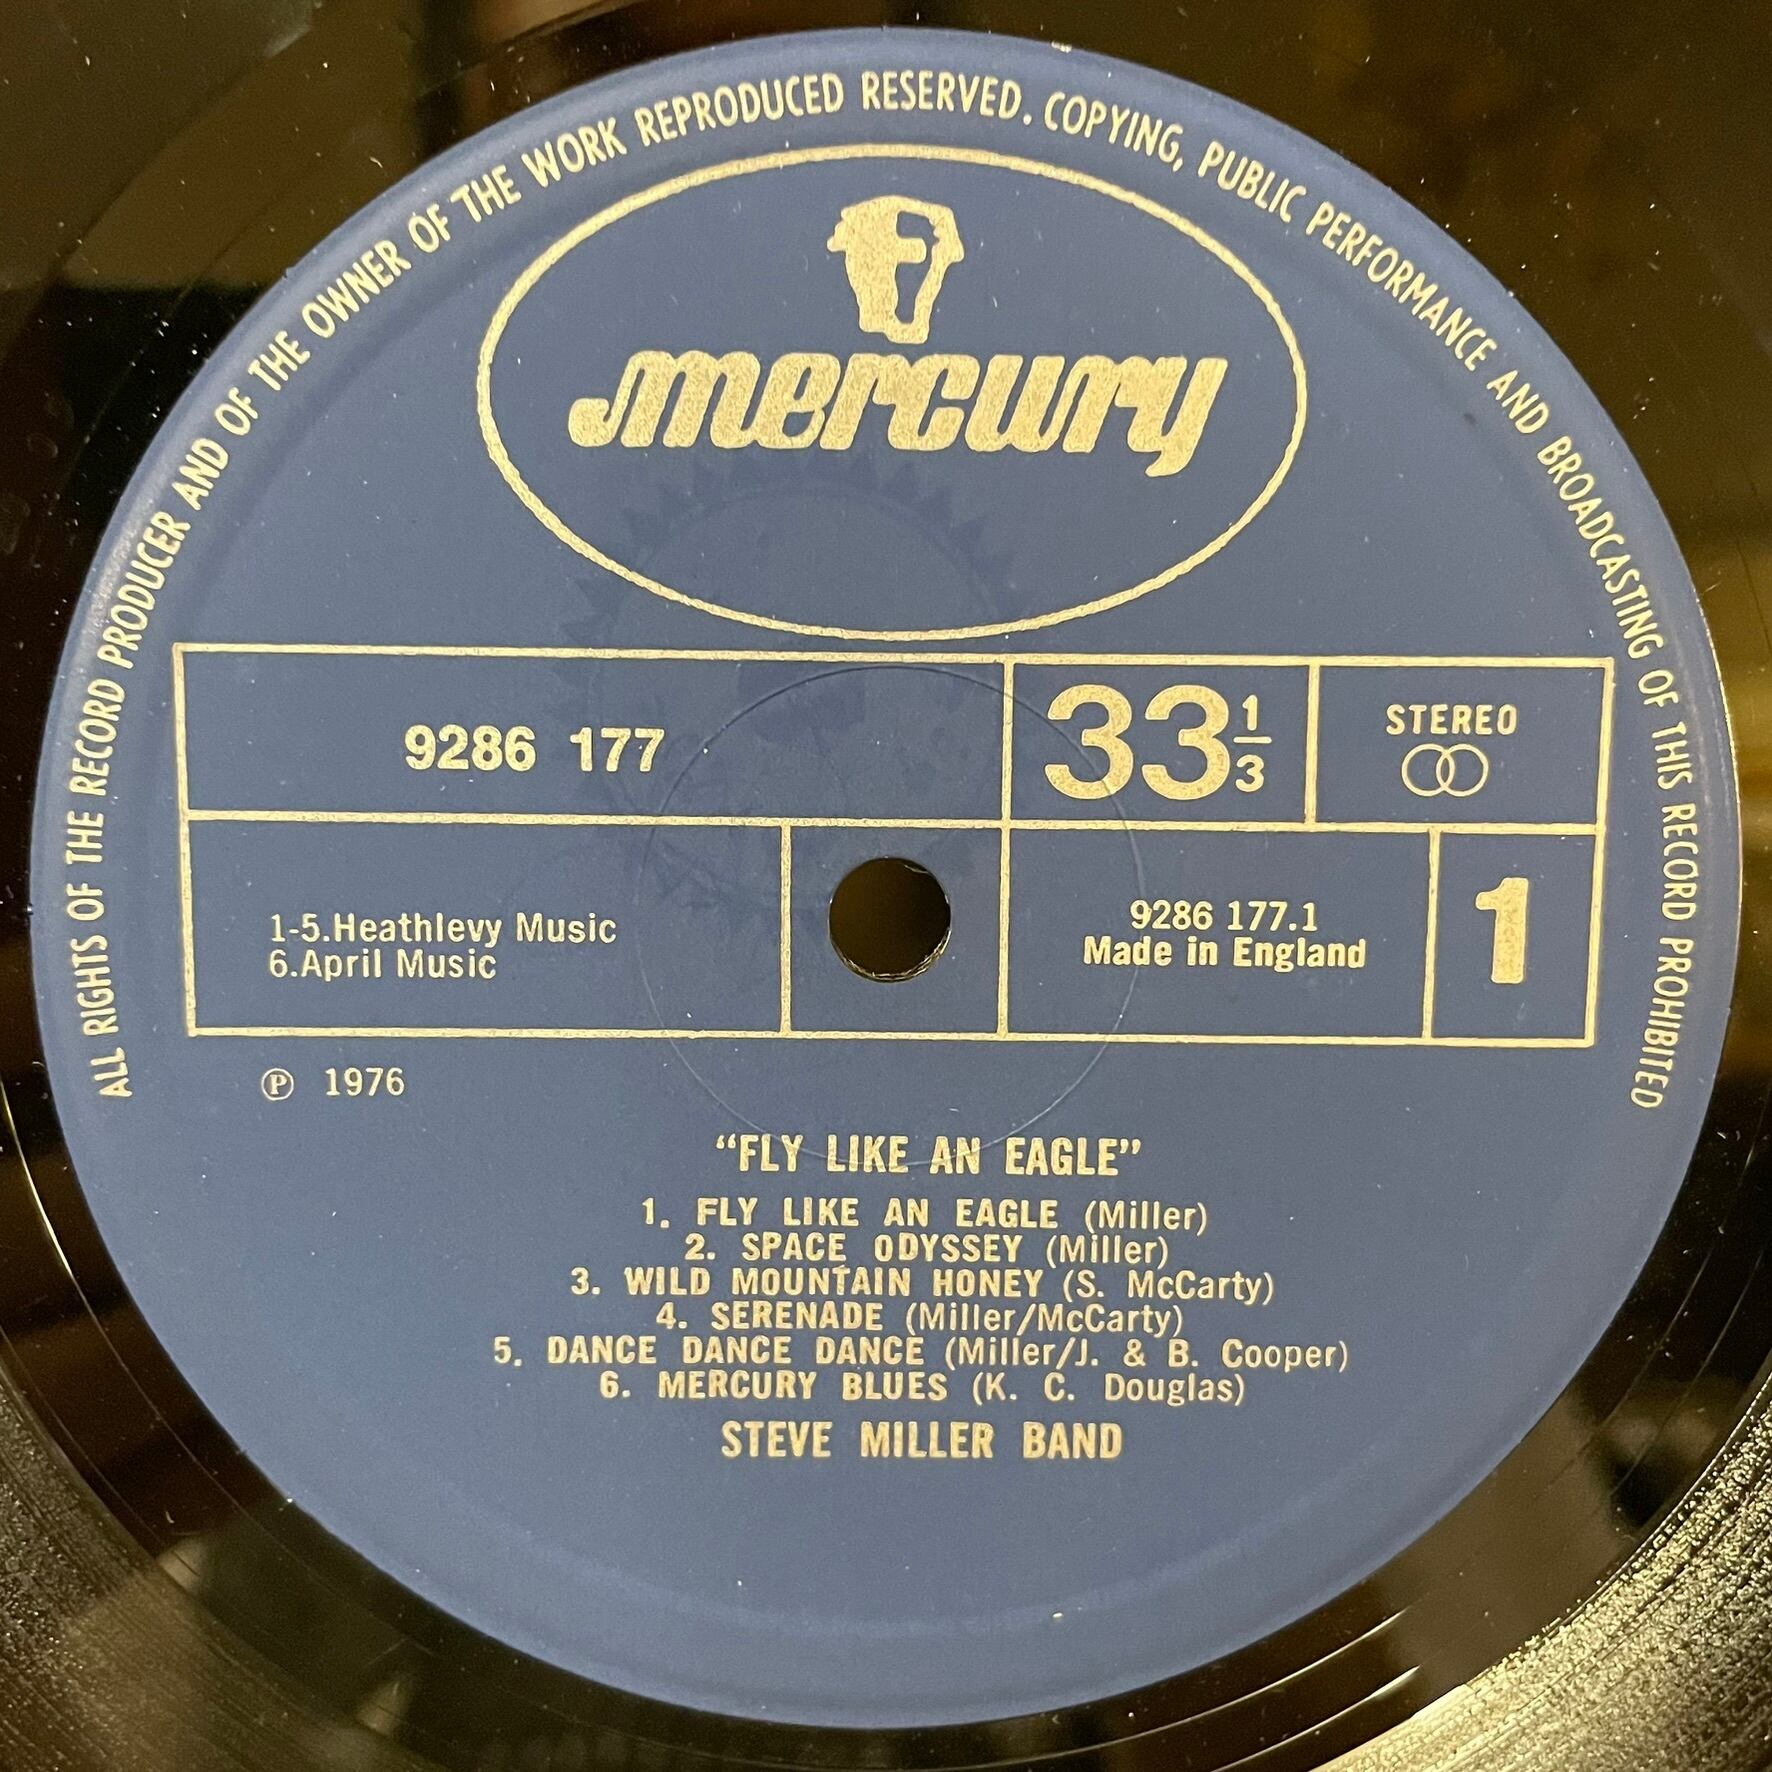 ALL RIGHTS OF THE RECORD PRODUCER AND OF THE OWNER OF THE WORK REPRODUCED RESERVED. COPYING, PUBLIC PERFORMANCE AND BROADCASTING OF THIS RECORD PROHIBITED
mercury
9286 177
33 1/3
STEREO
1-5.Heathlevy Music
6.April Music
9286 177.1
Made in England
1
℗ 1976
“FLY LIKE AN EAGLE”
1. FLY LIKE AN EAGLE (Miller)
2. SPACE ODYSSEY (Miller)
3. WILD MOUNTAIN HONEY (S. McCarty)
4. SERENADE (Miller/McCarty)
5. DANCE DANCE DANCE (Miller/J. & B. Cooper)
6. MERCURY BLUES (K. C. Douglas)
STEVE MILLER BAND